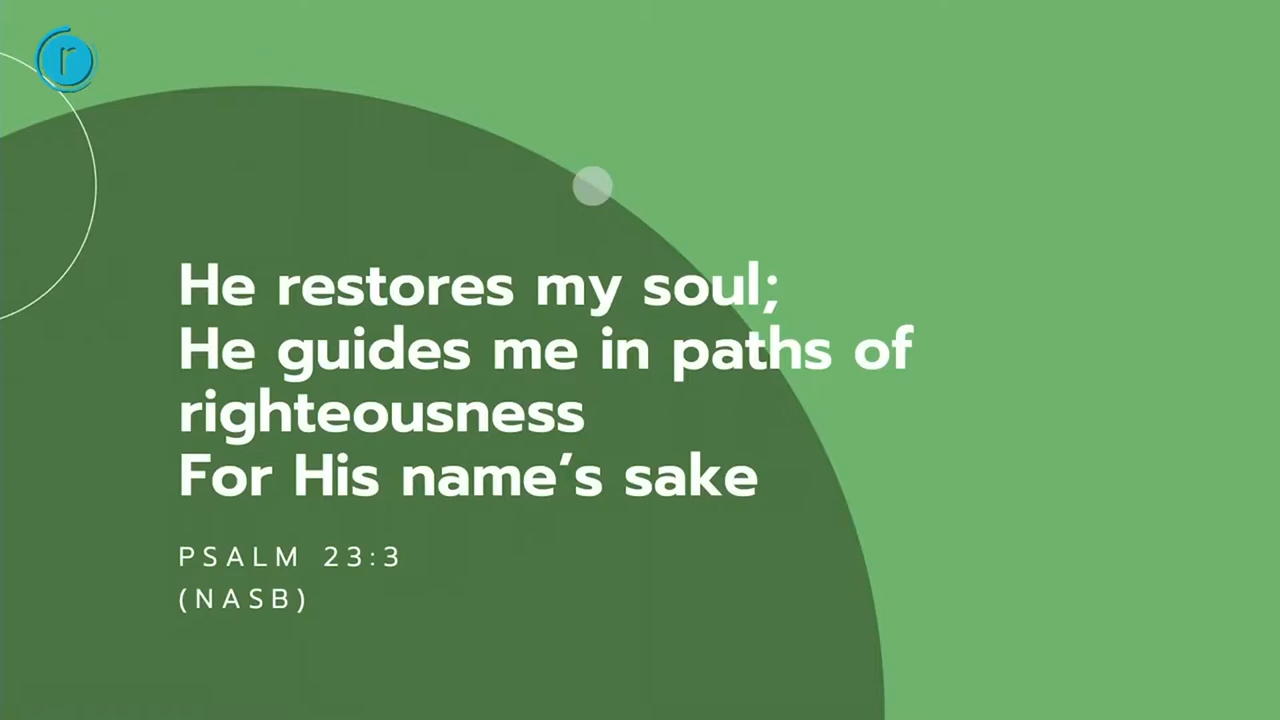 r
He restores my soul;
He guides me in paths of
righteousness
For His name’s sake
PSALM 23:3
(NASB)